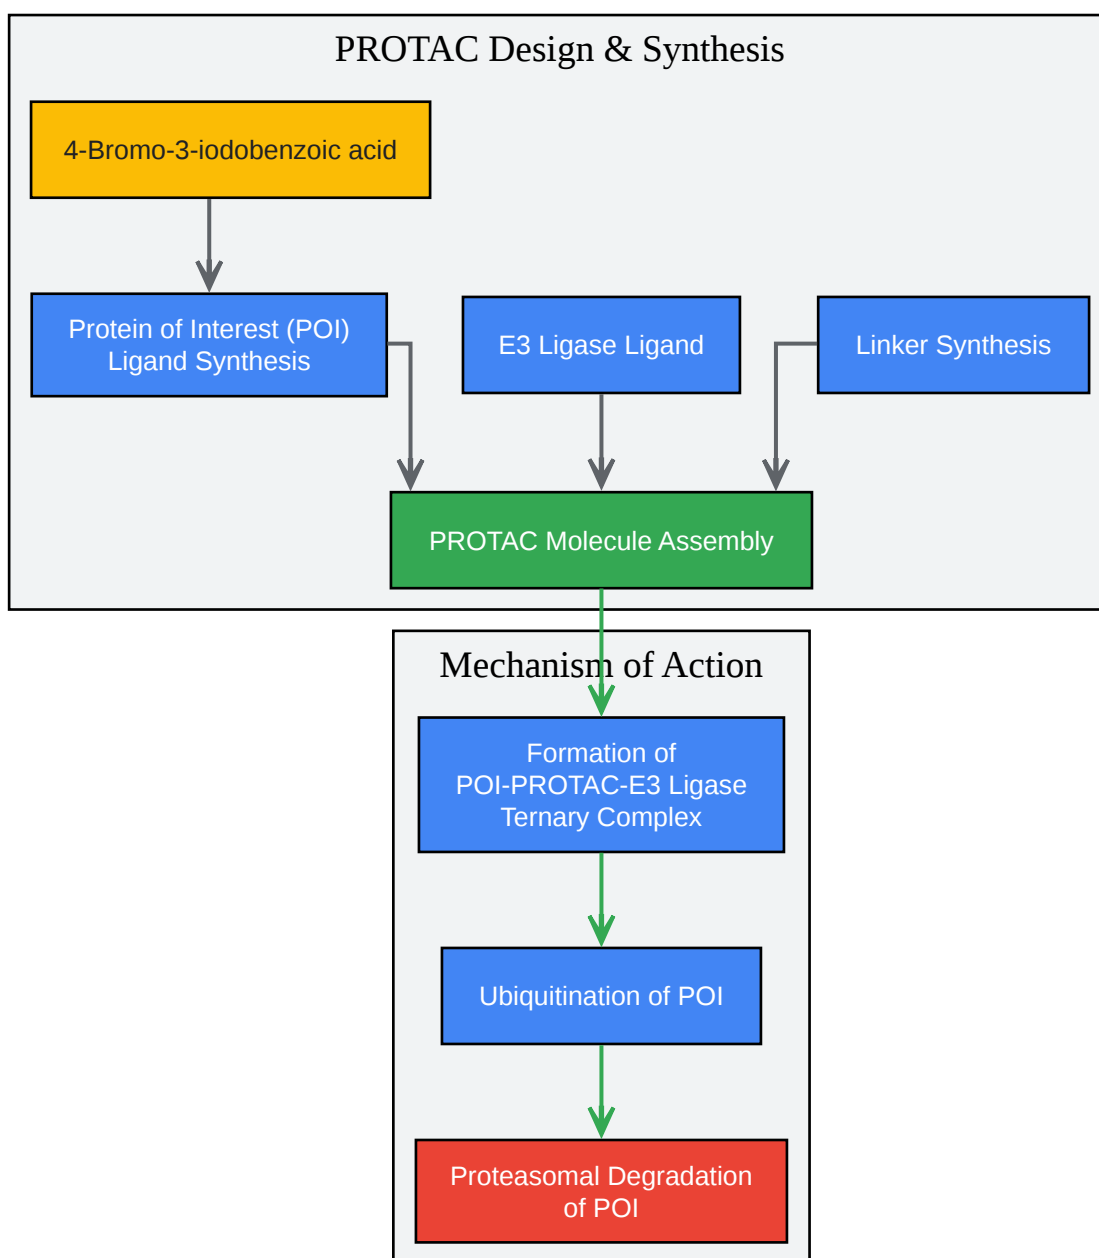 PROTAC Design & Synthesis
4-Bromo-3-iodobenzoic acid
Protein of Interest (POI)
Ligand Synthesis
E3 Ligase Ligand
Linker Synthesis
PROTAC Molecule Assembly
Mechanism of Action
Formation of
POI-PROTAC-E3 Ligase
Ternary Complex
Ubiquitination of POI
Proteasomal Degradation
of POI